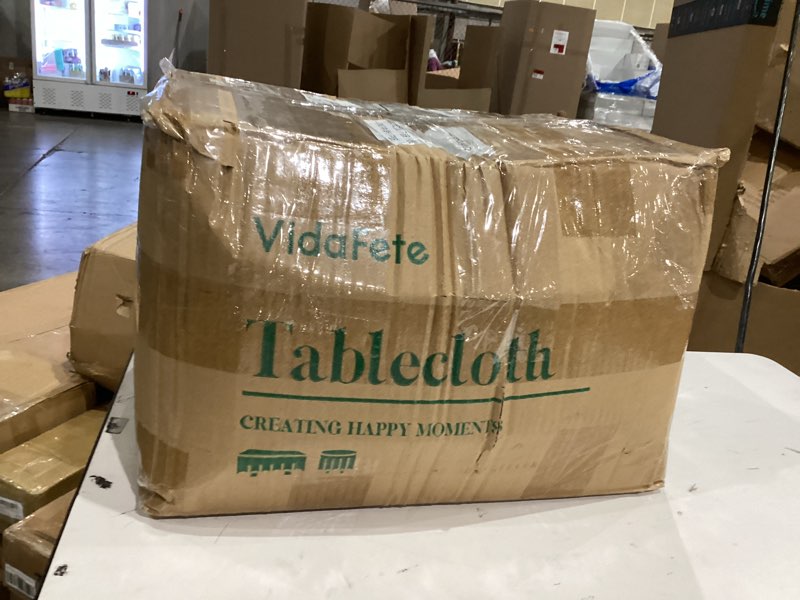 VidaFete
Tablecloth
CREATING HAPPY MOMENTS